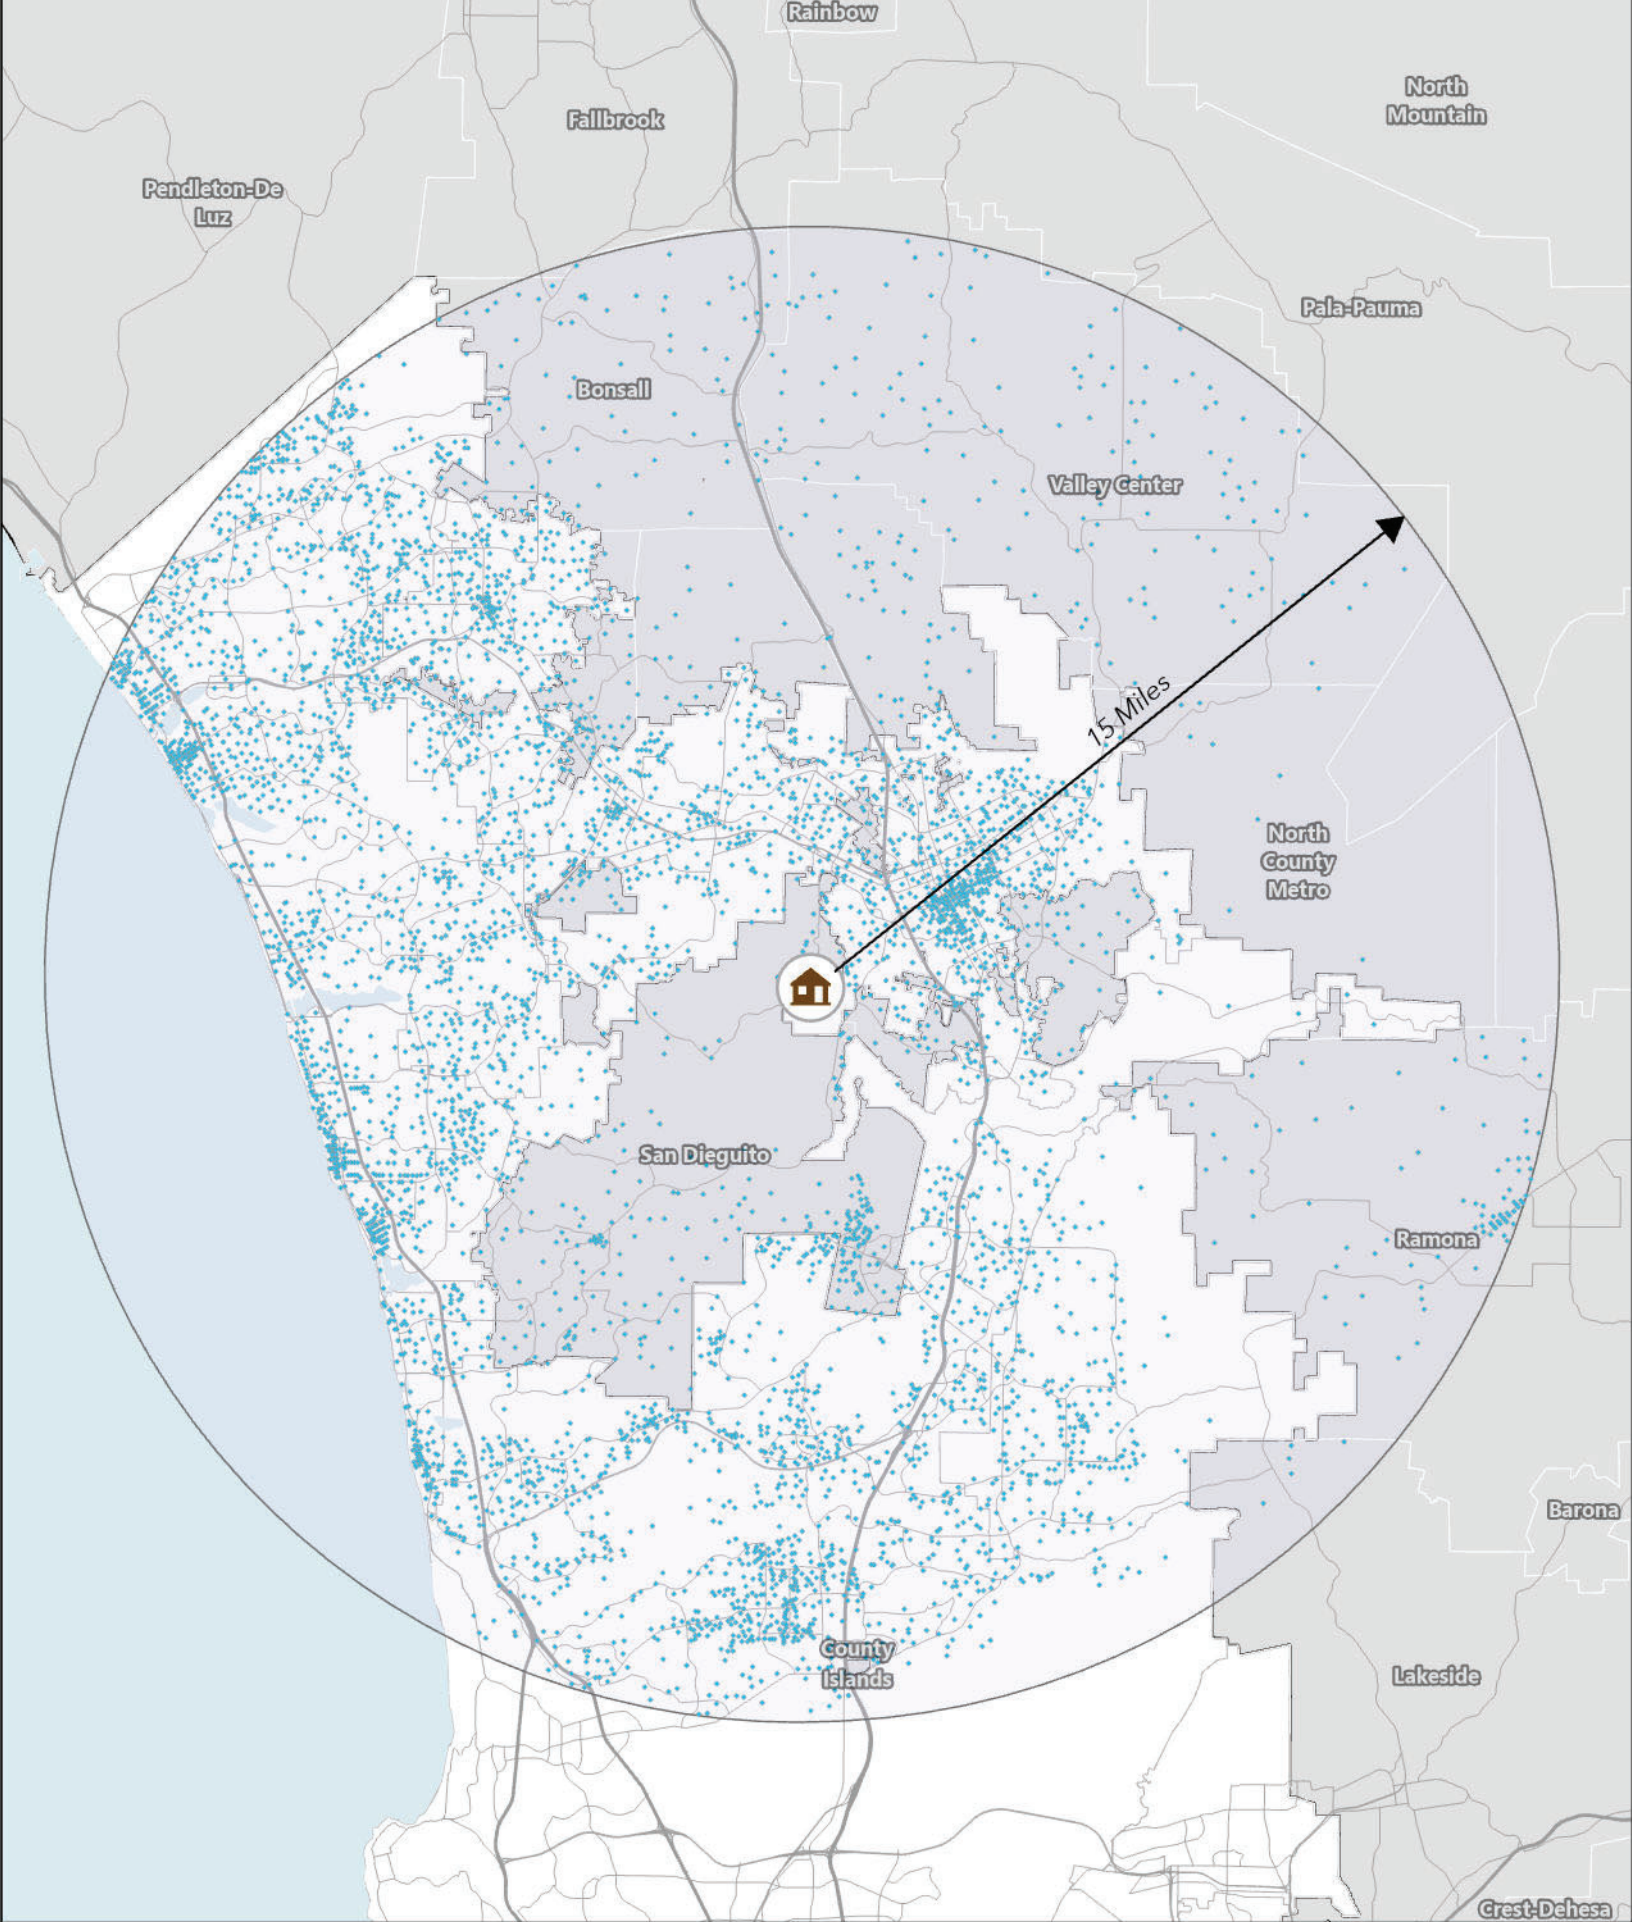 Rainbow
North
Mountain
Fallbrook
Pendleton-De
Luz
Pala-Pauma
Bonsall
Valley Center
15 Miles
North
County
Metro
San Dieguito
Ramona
Barona
County
Islands
Lakeside
Crest-Dehesa